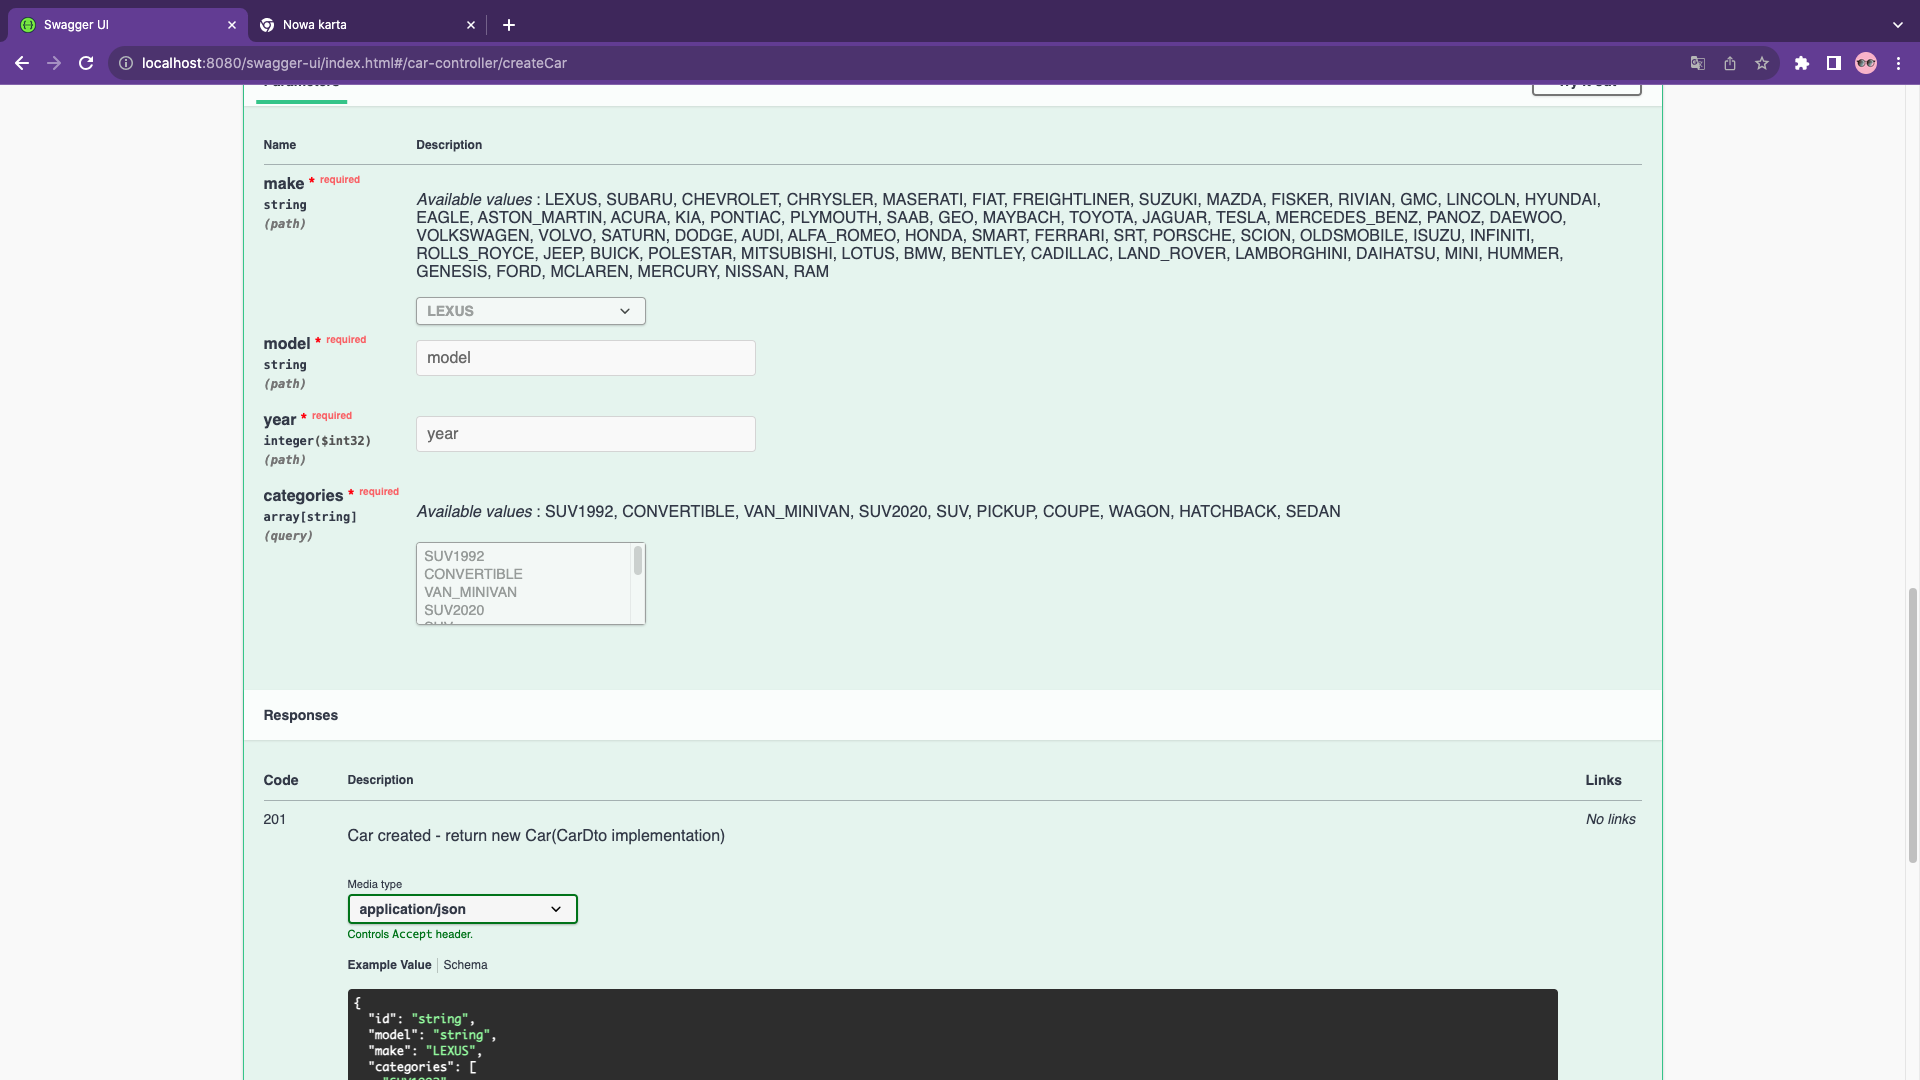 Swagger UI
Nowa karta
localhost:8080/swagger-ui/index.html#/car-controller/createCar
Name Description
make * required
string
(path)
Available values : LEXUS, SUBARU, CHEVROLET, CHRYSLER, MASERATI, FIAT, FREIGHTLINER, SUZUKI, MAZDA, FISKER, RIVIAN, GMC, LINCOLN, HYUNDAI,
EAGLE, ASTON_MARTIN, ACURA, KIA, PONTIAC, PLYMOUTH, SAAB, GEO, MAYBACH, TOYOTA, JAGUAR, TESLA, MERCEDES_BENZ, PANOZ, DAEWOO,
VOLKSWAGEN, VOLVO, SATURN, DODGE, AUDI, ALFA_ROMEO, HONDA, SMART, FERRARI, SRT, PORSCHE, SCION, OLDSMOBILE, ISUZU, INFINITI,
ROLLS_ROYCE, JEEP, BUICK, POLESTAR, MITSUBISHI, LOTUS, BMW, BENTLEY, CADILLAC, LAND_ROVER, LAMBORGHINI, DAIHATSU, MINI, HUMMER,
GENESIS, FORD, MCLAREN, MERCURY, NISSAN, RAM
LEXUS
model * required
string
(path)
model
year * required
integer($int32)
(path)
year
categories * required
array[string]
(query)
Available values : SUV1992, CONVERTIBLE, VAN_MINIVAN, SUV2020, SUV, PICKUP, COUPE, WAGON, HATCHBACK, SEDAN
SUV1992
CONVERTIBLE
VAN_MINIVAN
SUV2020
Responses
Code Description Links
201
Car created - return new Car(CarDto implementation)
No links
Media type
application/json
Controls Accept header.
Example Value Schema
{
"id": "string",
"model": "string",
"make": "LEXUS",
"categories": [